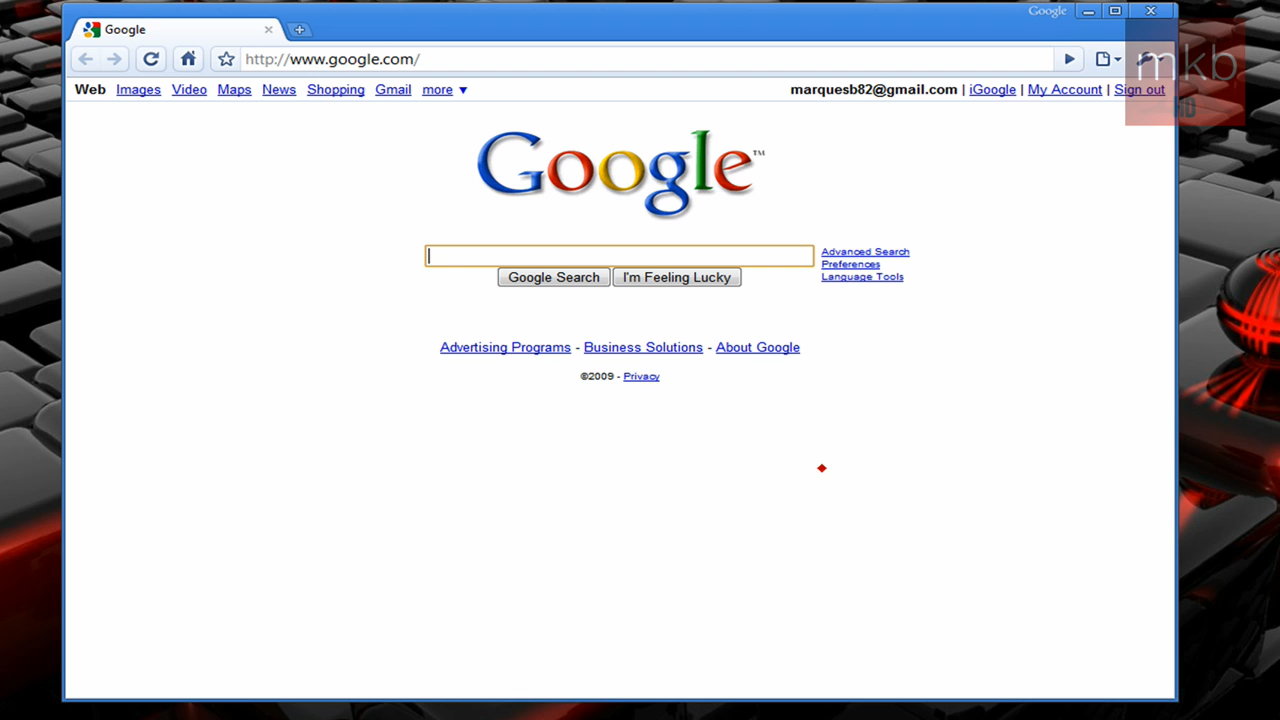 Google
Google
http://www.google.com/
Web Images Video Maps News Shopping Gmail more ▼
marquesb82@gmail.com | iGoogle | My Account | Sign out
mkb
HD
Google™
Advanced Search
Preferences
Language Tools
Google Search I'm Feeling Lucky
Advertising Programs - Business Solutions - About Google
©2009 - Privacy